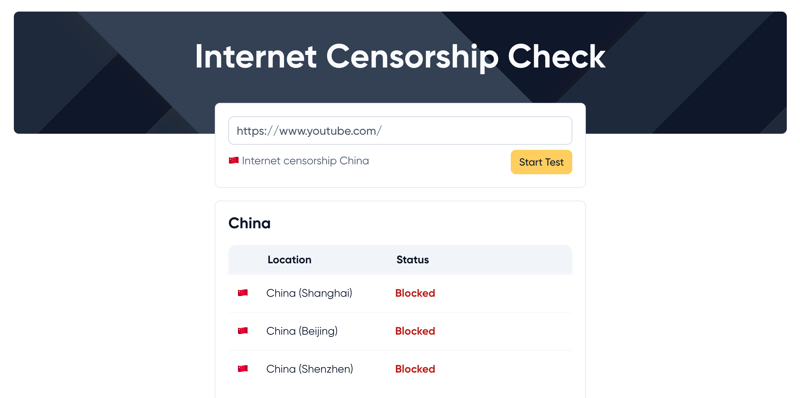 Internet Censorship Check
https://www.youtube.com/
Internet censorship China
Start Test
China
Location Status
China (Shanghai) Blocked
China (Beijing) Blocked
China (Shenzhen) Blocked